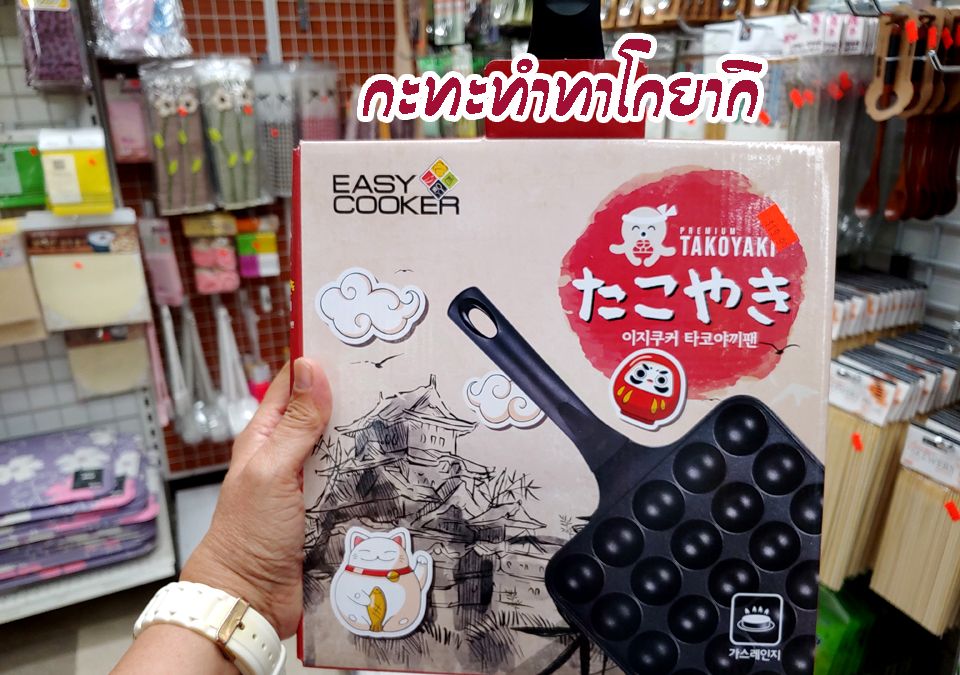 กะทะทำทาโกยากิ
EASY
COOKER
PREMIUM
TAKOYAKI
たこやき
이지쿠커 타코야끼팬
가스레인지